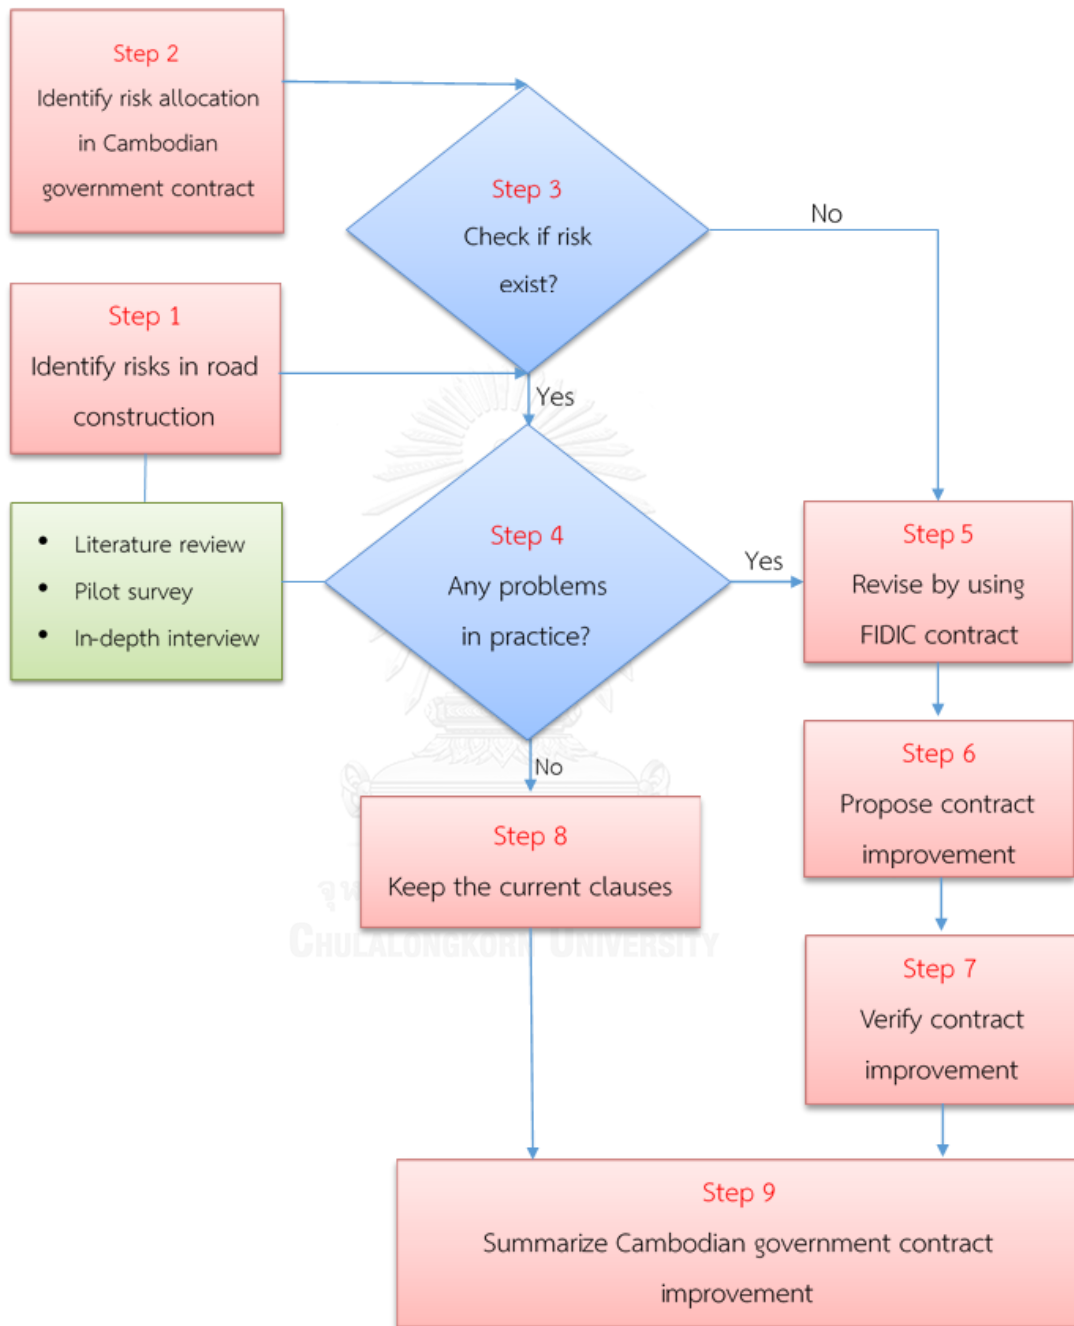 Step 2
Identify risk allocation
in Cambodian
government contract
Step 3
Check if risk
exist?
No
Step 1
Identify risks in road
construction
Yes
• Literature review
• Pilot survey
• In-depth interview
Step 4
Any problems
in practice?
Yes
Step 5
Revise by using
FIDIC contract
No
Step 6
Propose contract
improvement
Step 8
Keep the current clauses
CHULALONGKORN UNIVERSITY
Step 7
Verify contract
improvement
Step 9
Summarize Cambodian government contract
improvement